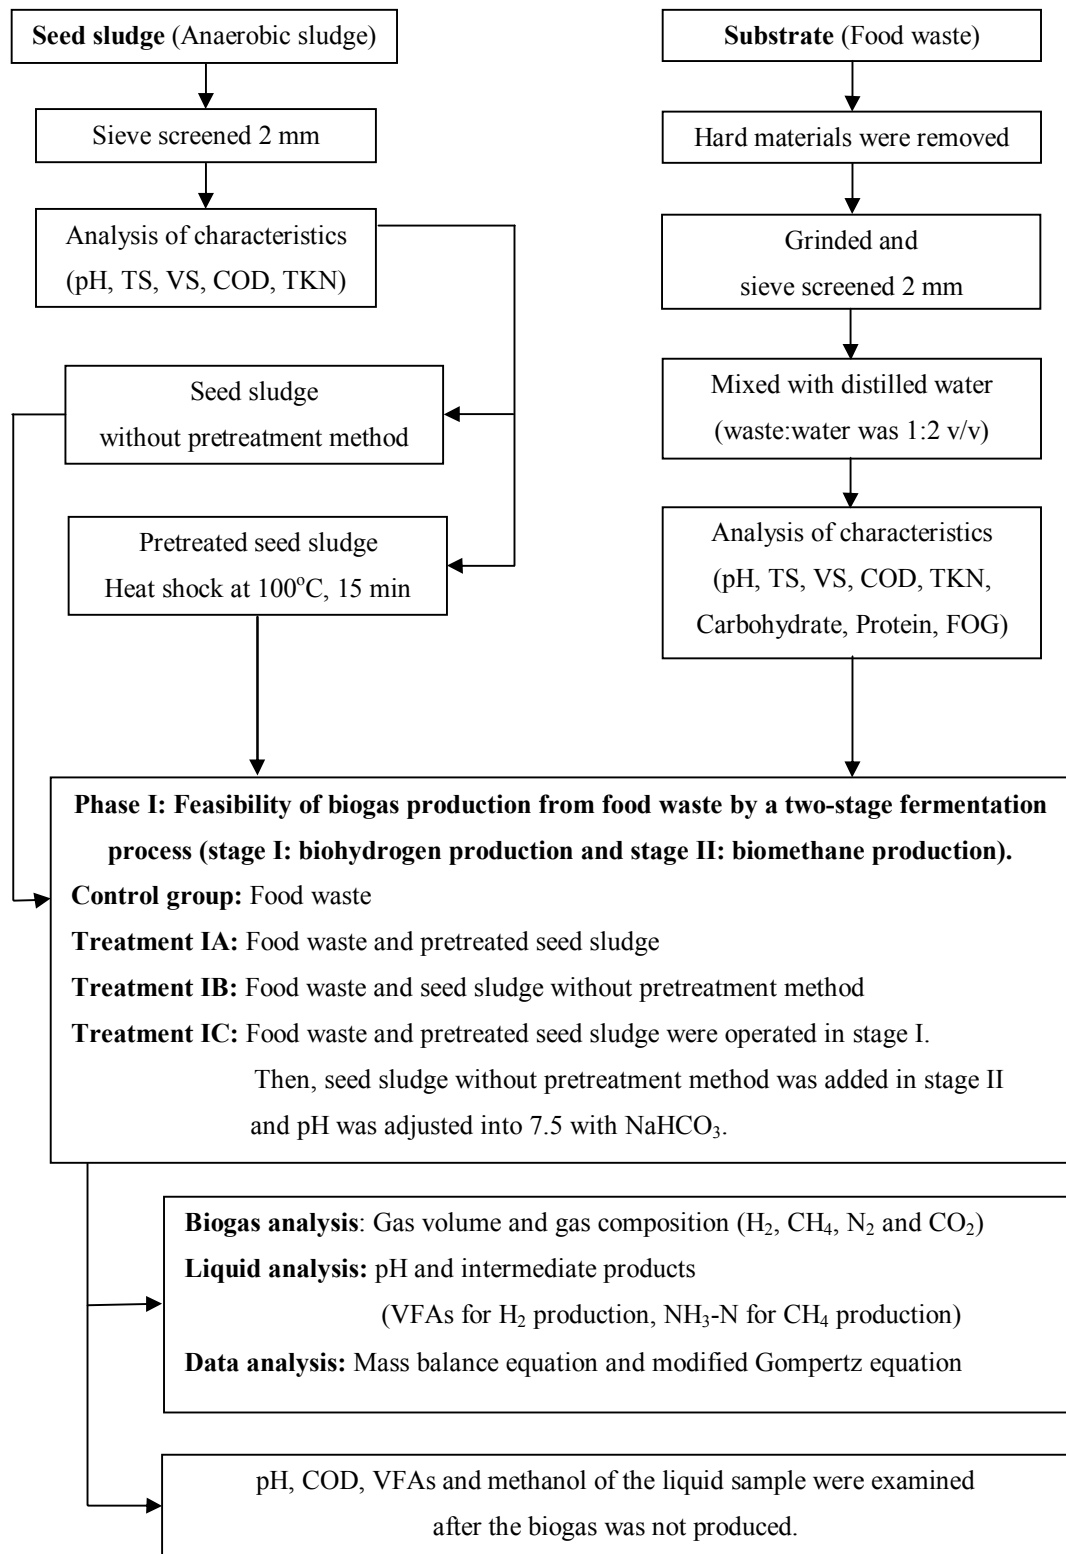 Seed sludge (Anaerobic sludge)
Sieve screened 2 mm
Analysis of characteristics
(pH, TS, VS, COD, TKN)
Seed sludge
without pretreatment method
Pretreated seed sludge
Heat shock at 100°C, 15 min
Substrate (Food waste)
Hard materials were removed
Grinded and
sieve screened 2 mm
Mixed with distilled water
(waste:water was 1:2 v/v)
Analysis of characteristics
(pH, TS, VS, COD, TKN,
Carbohydrate, Protein, FOG)
Phase I: Feasibility of biogas production from food waste by a two-stage fermentation
process (stage I: biohydrogen production and stage II: biomethane production).
Control group: Food waste
Treatment IA: Food waste and pretreated seed sludge
Treatment IB: Food waste and seed sludge without pretreatment method
Treatment IC: Food waste and pretreated seed sludge were operated in stage I.
Then, seed sludge without pretreatment method was added in stage II
and pH was adjusted into 7.5 with NaHCO₃.
Biogas analysis: Gas volume and gas composition (H₂, CH₄, N₂ and CO₂)
Liquid analysis: pH and intermediate products
(VFAs for H₂ production, NH₃-N for CH₄ production)
Data analysis: Mass balance equation and modified Gompertz equation
pH, COD, VFAs and methanol of the liquid sample were examined
after the biogas was not produced.